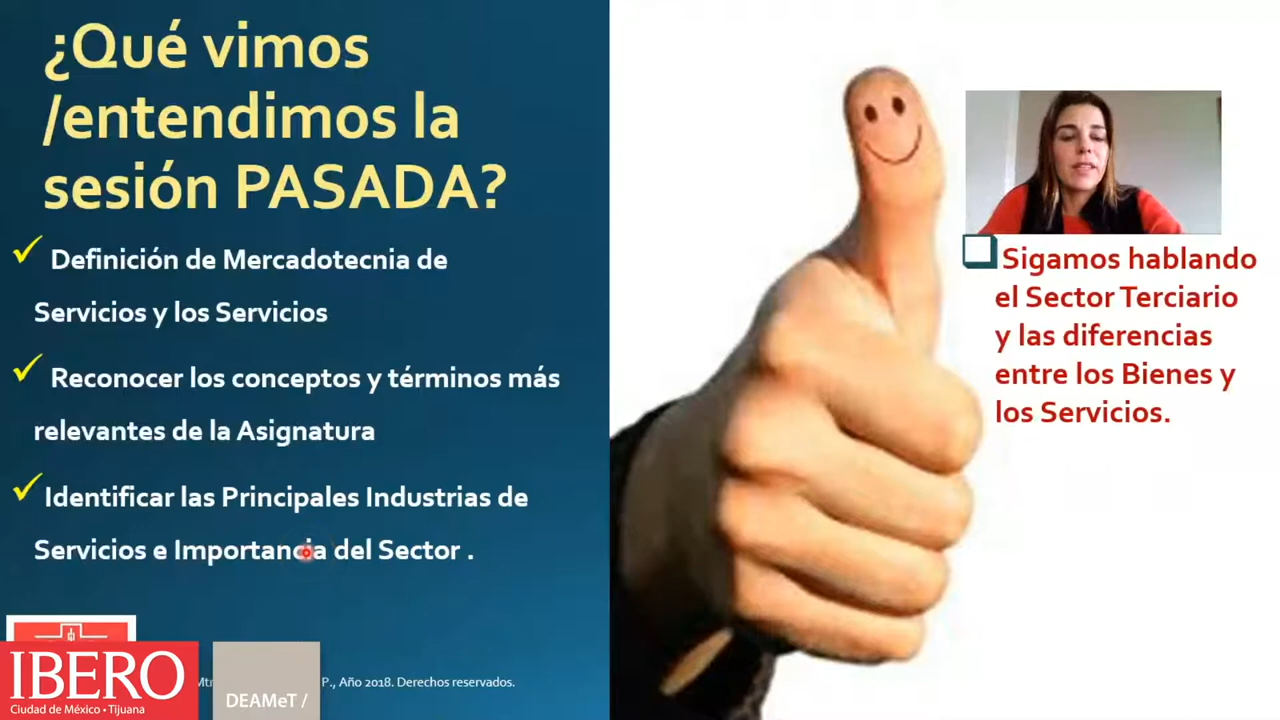 ¿Qué vimos
/entendimos la
sesión PASADA?
Definición de Mercadotecnia de
Servicios y los Servicios
Reconocer los conceptos y términos más
relevantes de la Asignatura
Identificar las Principales Industrias de
Servicios e Importancia del Sector .
Sigamos hablando
el Sector Terciario
y las diferencias
entre los Bienes y
los Servicios.
IBERO
Ciudad de México • Tijuana
DEAMeT /
P., Año 2018. Derechos reservados.